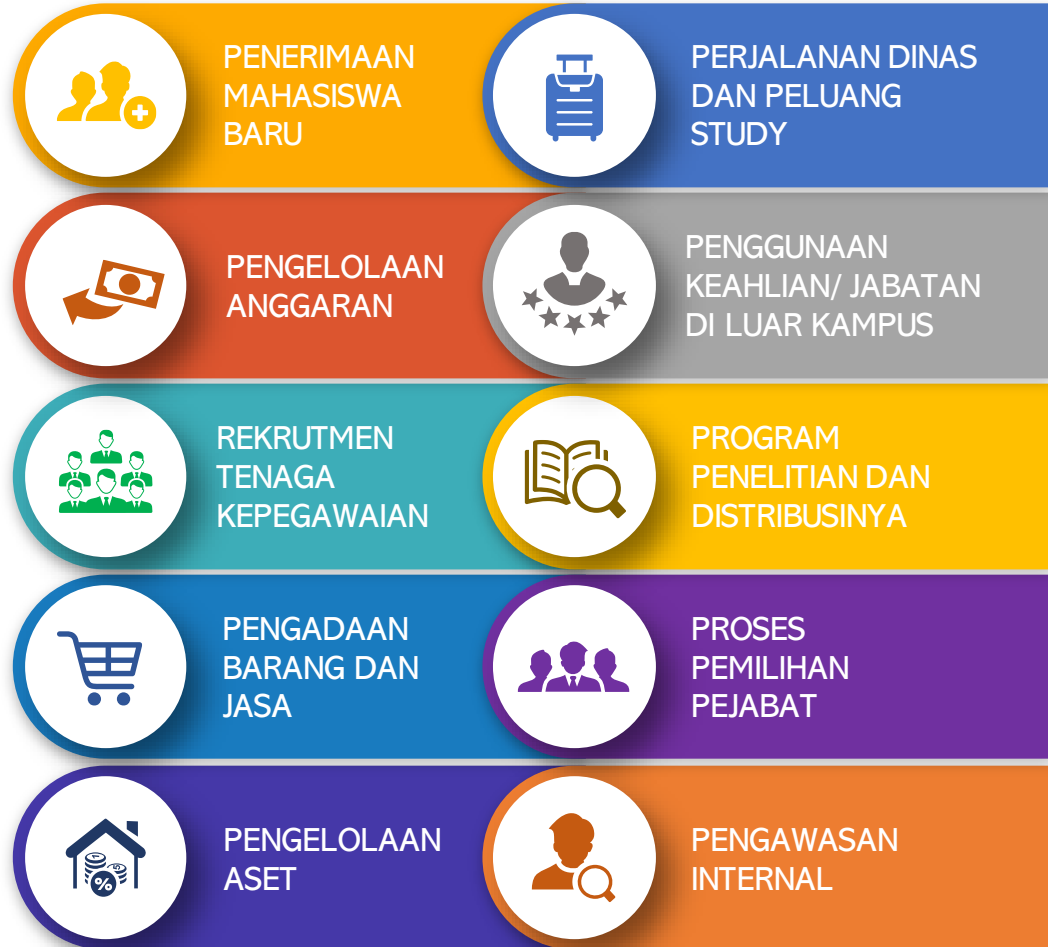 PENERIMAAN
MAHASISWA
BARU
PERJALANAN DINAS
DAN PELUANG
STUDY
PENGELOLAAN
ANGGARAN
PENGGUNAAN
KEAHLIAN/ JABATAN
DI LUAR KAMPUS
REKRUTMEN
TENAGA
KEPEGAWAIAN
PROGRAM
PENELITIAN DAN
DISTRIBUSINYA
PENGADAAN
BARANG DAN
JASA
PROSES
PEMILIHAN
PEJABAT
PENGELOLAAN
ASET
PENGAWASAN
INTERNAL